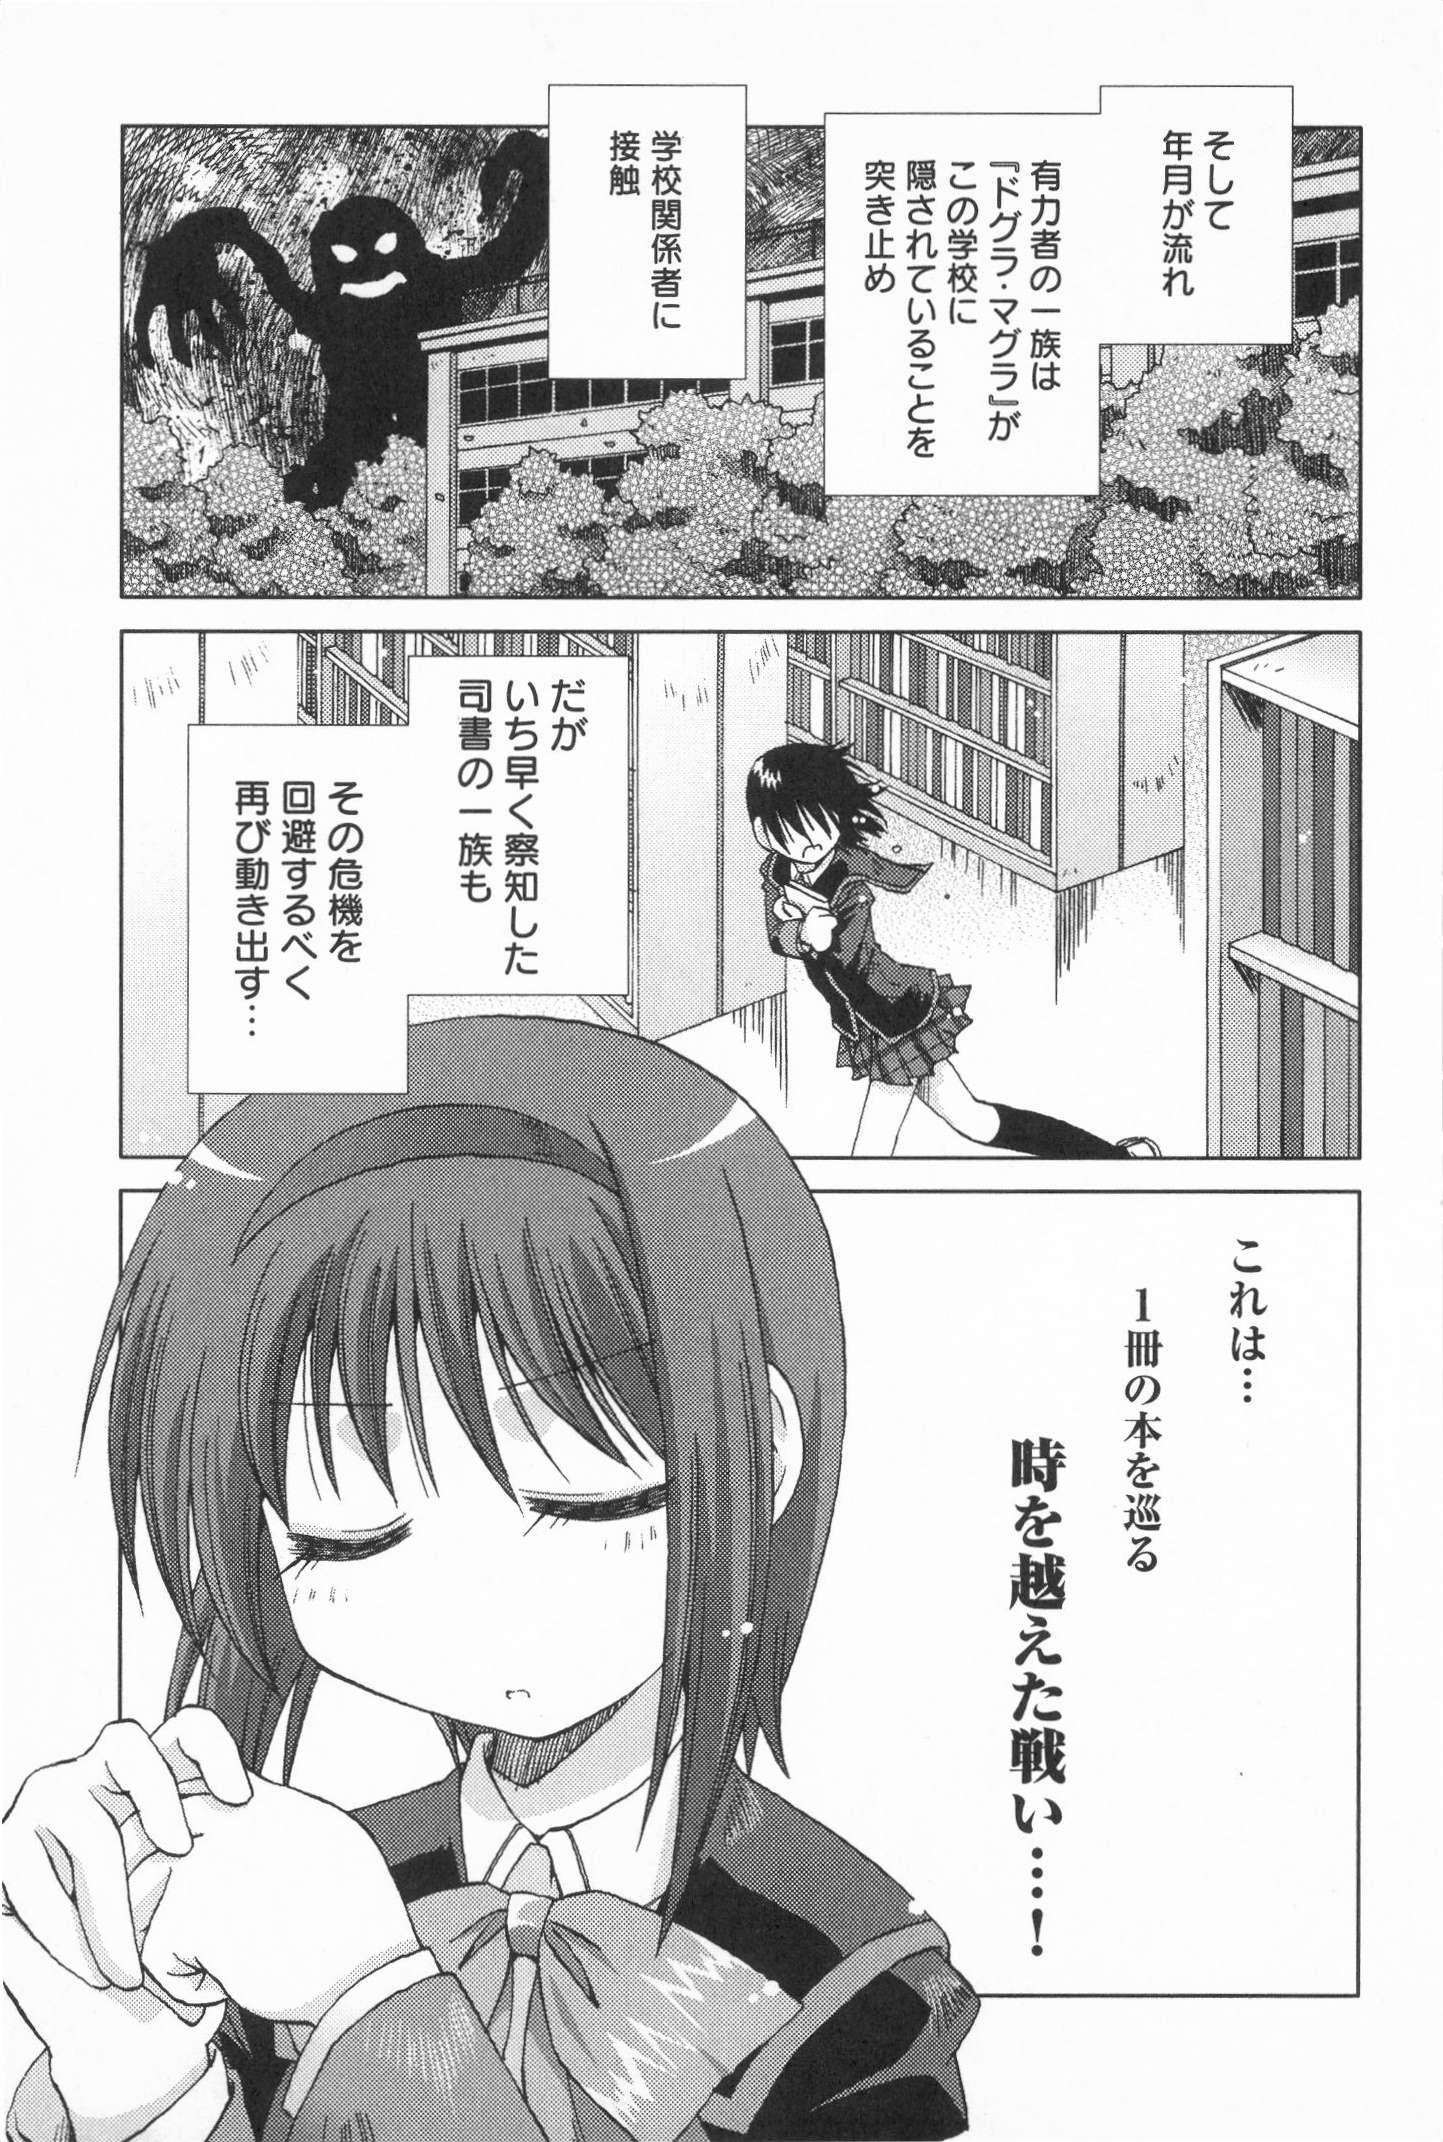 そして
年月が流れ
有力者の一族は
『ドグラ・マグラ』が
この学校に
隠されていることを
突き止め
学校関係者に
接触
だが
いち早く察知した
司書の一族も
その危機を
回避するべく
再び動き出す…
これは…
1冊の本を巡る
時を越えた戦い…!